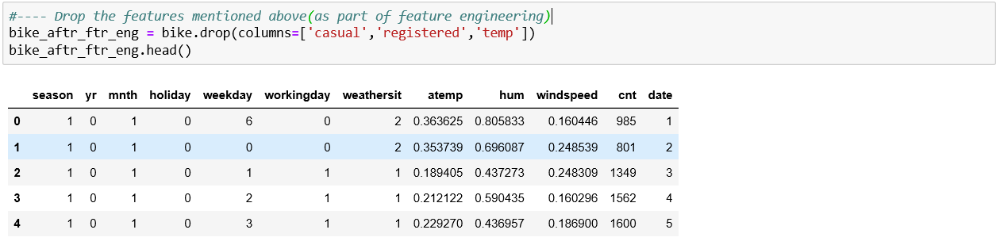 #---- Drop the features mentioned above(as part of feature engineering)
bike_aftr_ftr_eng = bike.drop(columns=['casual','registered','temp'])
bike_aftr_ftr_eng.head()
season yr mnth holiday weekday workingday weathersit atemp hum windspeed cnt date
0 1 0 1 0 6 0 2 0.363625 0.805833 0.160446 985 1
1 1 0 1 0 0 0 2 0.353739 0.696087 0.248539 801 2
2 1 0 1 0 1 1 1 0.189405 0.437273 0.248309 1349 3
3 1 0 1 0 2 1 1 0.212122 0.590435 0.160296 1562 4
4 1 0 1 0 3 1 1 0.229270 0.436957 0.186900 1600 5